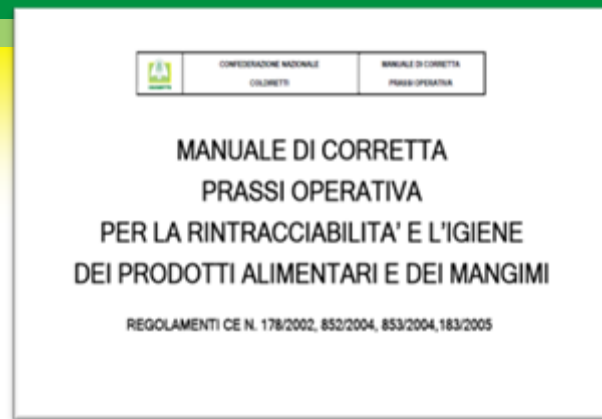 CONFEDERAZIONE NAZIONALE
COLDIRETTI
MANUALE DI CORRETTA
PRASSI OPERATIVA
MANUALE DI CORRETTA
PRASSI OPERATIVA
PER LA RINTRACCIABILITA' E L'IGIENE
DEI PRODOTTI ALIMENTARI E DEI MANGIMI
REGOLAMENTI CE N. 178/2002, 852/2004, 853/2004,183/2005